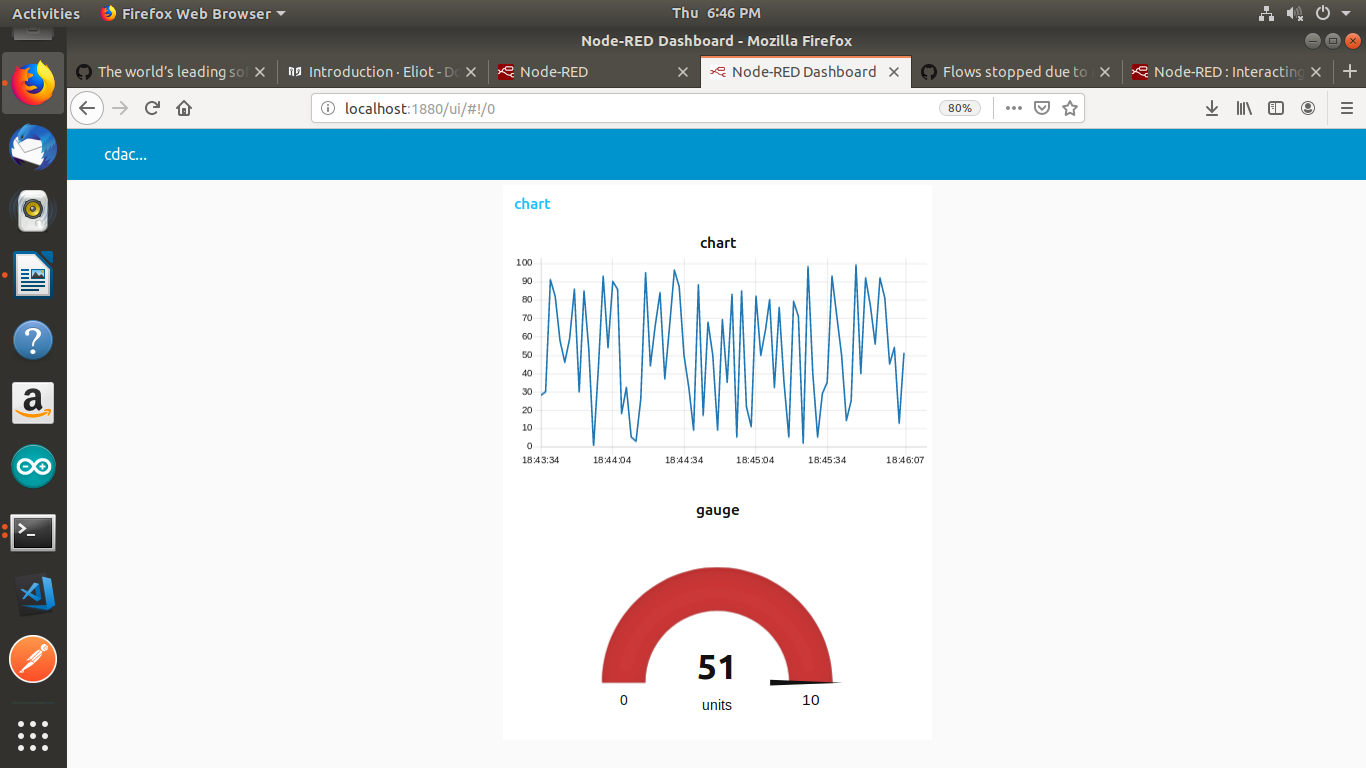 Activities Firefox Web Browser Thu 6:46 PM
Node-RED Dashboard - Mozilla Firefox
The world's leading so Introduction · Eliot - Do Node-RED Node-RED Dashboard Flows stopped due to Node-RED : Interacting
localhost:1880/ui/#!/0 80%
cdac...
chart
chart
100
90
80
70
60
50
40
30
20
10
0
18:43:34 18:44:04 18:44:34 18:45:04 18:45:34 18:46:07
gauge
51
0 units 10